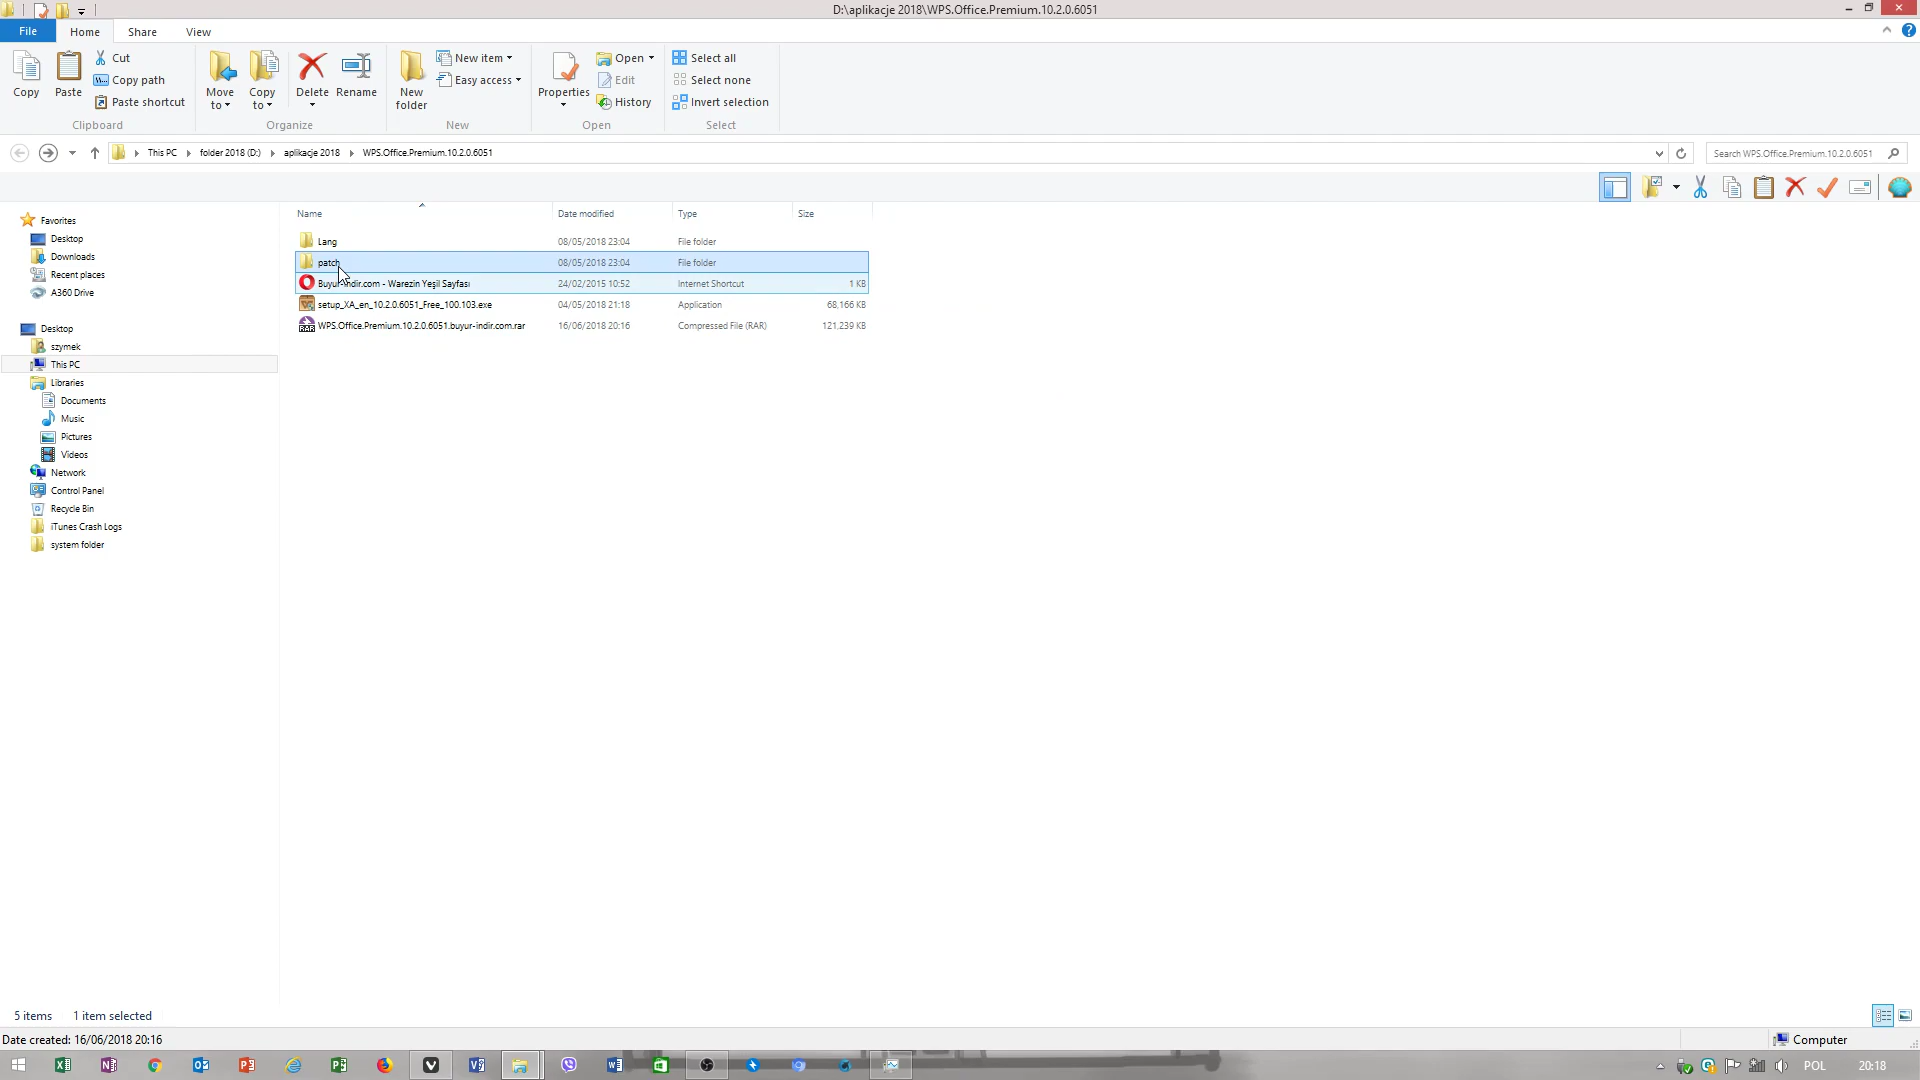 D:\aplikacje 2018\WPS.Office.Premium.10.2.0.6051
File Home Share View
Copy
Paste
Cut
Copy path
Paste shortcut
Clipboard
Move to
Copy to
Delete
Rename
Organize
New folder
New item
Easy access
New
Properties
Open
Edit
History
Open
Select all
Select none
Invert selection
Select
This PC folder 2018 (D:) aplikacje 2018 WPS.Office.Premium.10.2.0.6051
Search WPS.Office.Premium.10.2.0.6051
Favorites
Desktop
Downloads
Recent places
A360 Drive
Desktop
szymek
This PC
Libraries
Documents
Music
Pictures
Videos
Network
Control Panel
Recycle Bin
iTunes Crash Logs
system folder
Name Date modified Type Size
Lang 08/05/2018 23:04 File folder
patch 08/05/2018 23:04 File folder
Buyur-indir.com - Warezin Yeşil Sayfası 24/02/2015 10:52 Internet Shortcut 1 KB
setup_XA_en_10.2.0.6051_Free_100.103.exe 04/05/2018 21:18 Application 68,166 KB
WPS.Office.Premium.10.2.0.6051.buyur-indir.com.rar 16/06/2018 20:16 Compressed File (RAR) 121,239 KB
5 items 1 item selected
Date created: 16/06/2018 20:16
Computer
POL 20:18